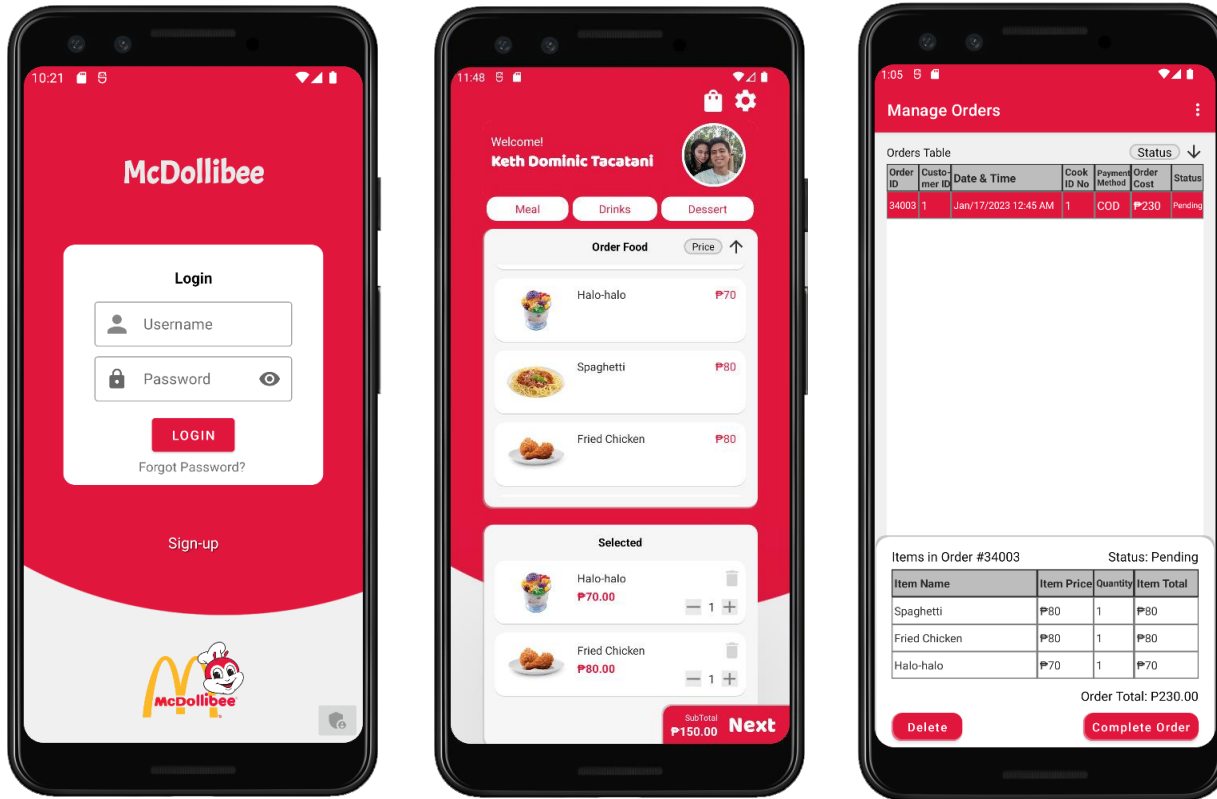 10:21
McDollibee
Login
Username
Password
LOGIN
Forgot Password?
Sign-up
McDollibee
11:48
Welcome!
Keth Dominic Tacatani
Meal Drinks Dessert
Order Food Price
Halo-halo ₱70
Spaghetti ₱80
Fried Chicken ₱80
Selected
Halo-halo
₱70.00
1
Fried Chicken
₱80.00
1
SubTotal
₱150.00 Next
1:05
Manage Orders
Orders Table Status
Order ID Custo-mer ID Date & Time Cook ID No Payment Method Order Cost Status
34003 1 Jan/17/2023 12:45 AM 1 COD ₱230 Pending
Items in Order #34003 Status: Pending
Item Name Item Price Quantity Item Total
Spaghetti ₱80 1 ₱80
Fried Chicken ₱80 1 ₱80
Halo-halo ₱70 1 ₱70
Order Total: P230.00
Delete Complete Order